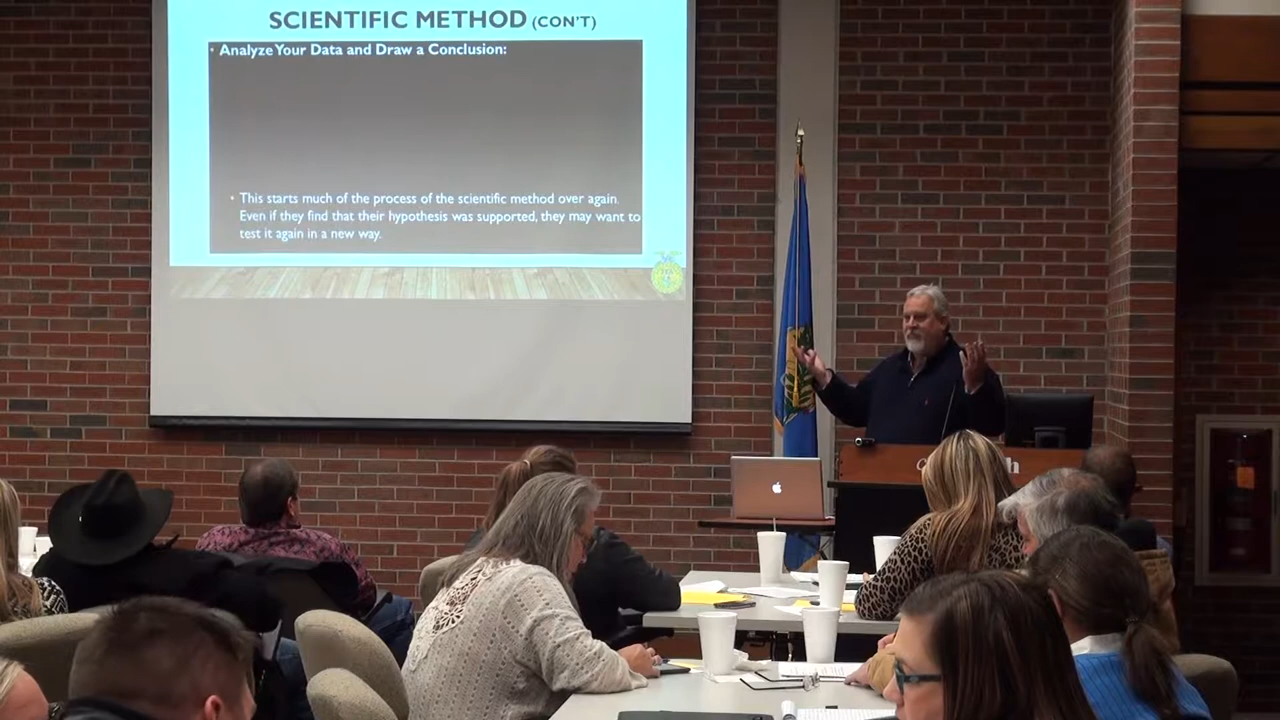 SCIENTIFIC METHOD (CON'T)
• Analyze Your Data and Draw a Conclusion:
• This starts much of the process of the scientific method over again.
Even if they find that their hypothesis was supported, they may want to
test it again in a new way.